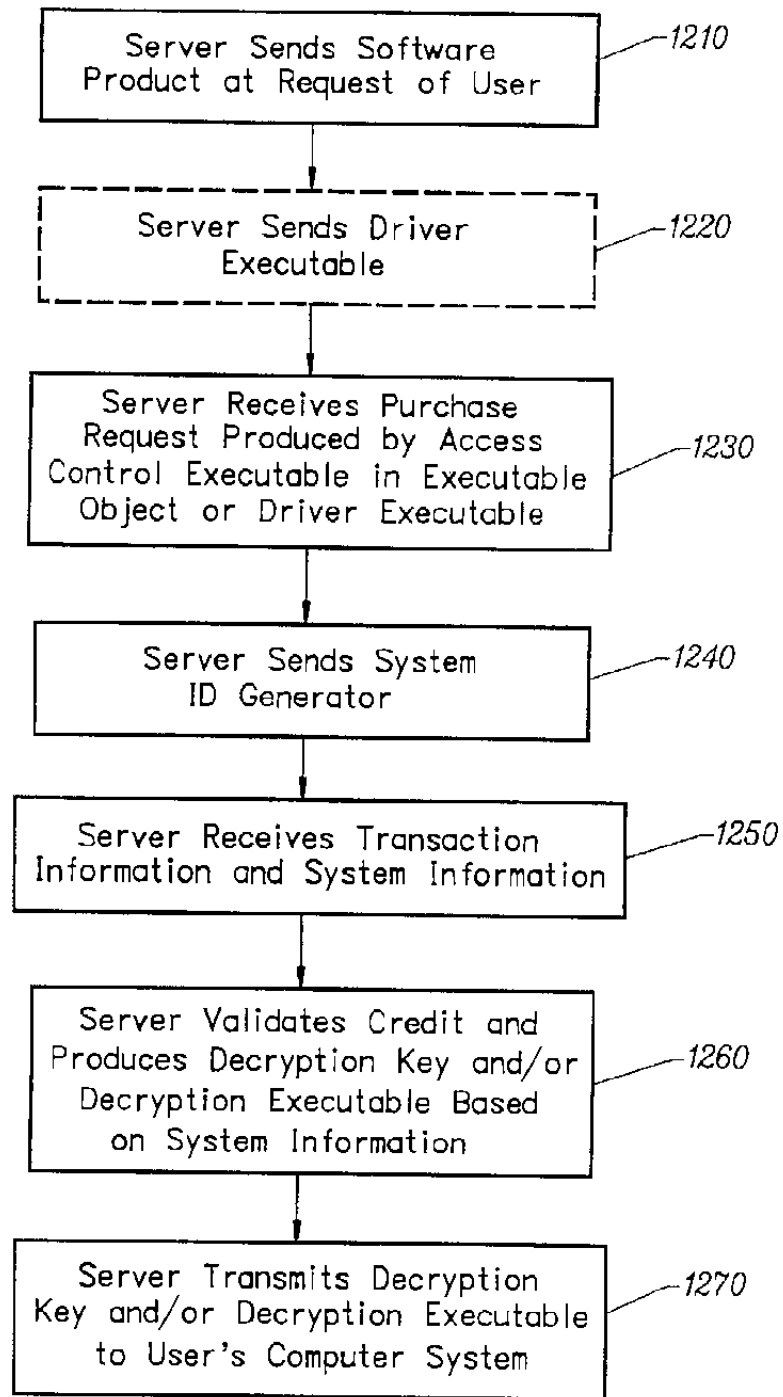 Server Sends Software
Product at Request of User
1210
Server Sends Driver
Executable
1220
Server Receives Purchase
Request Produced by Access
Control Executable in Executable
Object or Driver Executable
1230
Server Sends System
ID Generator
1240
Server Receives Transaction
Information and System Information
1250
Server Validates Credit and
Produces Decryption Key and/or
Decryption Executable Based
on System Information
1260
Server Transmits Decryption
Key and/or Decryption Executable
to User's Computer System
1270